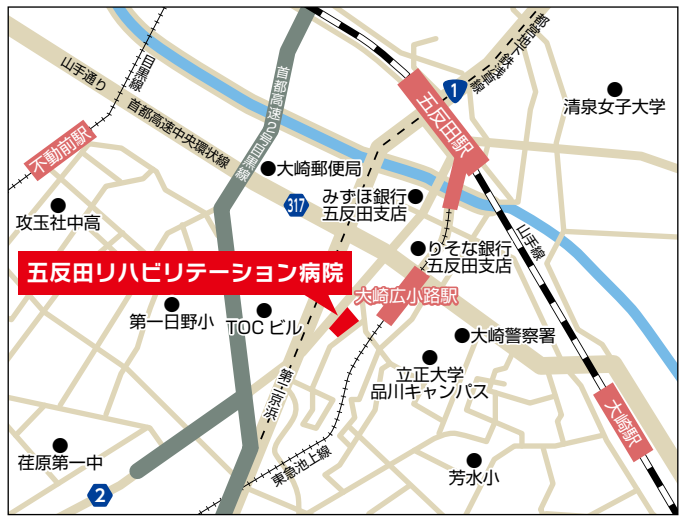 都営地下鉄浅草線
目黒線
山手通り
首都高速中央環状線
首都高速2号目黒線
1
五反田駅
清泉女子大学
不動前駅
大崎郵便局
みずほ銀行
五反田支店
317
攻玉社中高
りそな銀行
五反田支店
山手線
五反田リハビリテーション病院
大崎広小路駅
第一日野小
TOC ビル
大崎警察署
立正大学
品川キャンパス
第二京浜
大崎駅
荏原第一中
東急池上線
芳水小
2